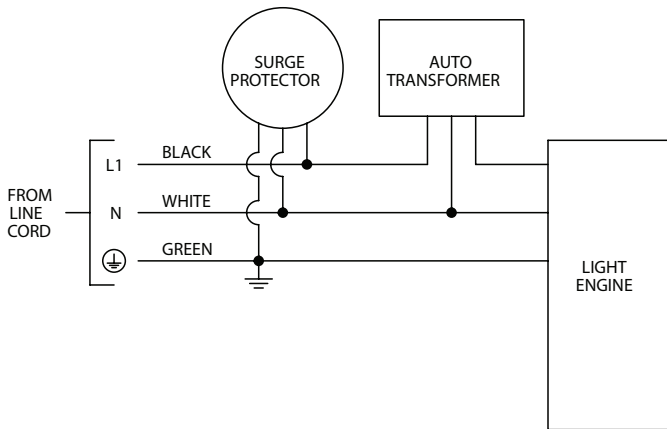 SURGE
PROTECTOR
AUTO
TRANSFORMER
BLACK
L1
FROM
LINE
CORD
WHITE
N
GREEN
LIGHT
ENGINE